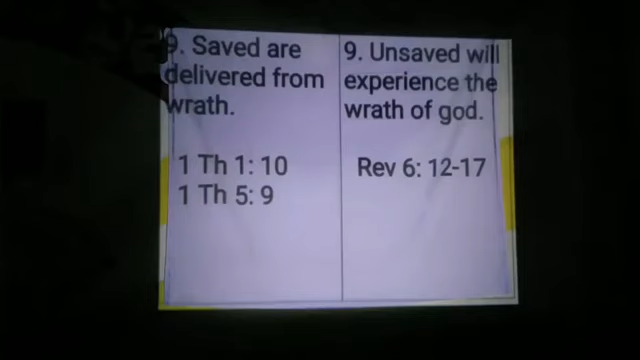 9. Saved are
delivered from
wrath.
1 Th 1: 10
1 Th 5: 9
9. Unsaved will
experience the
wrath of god.
Rev 6: 12-17